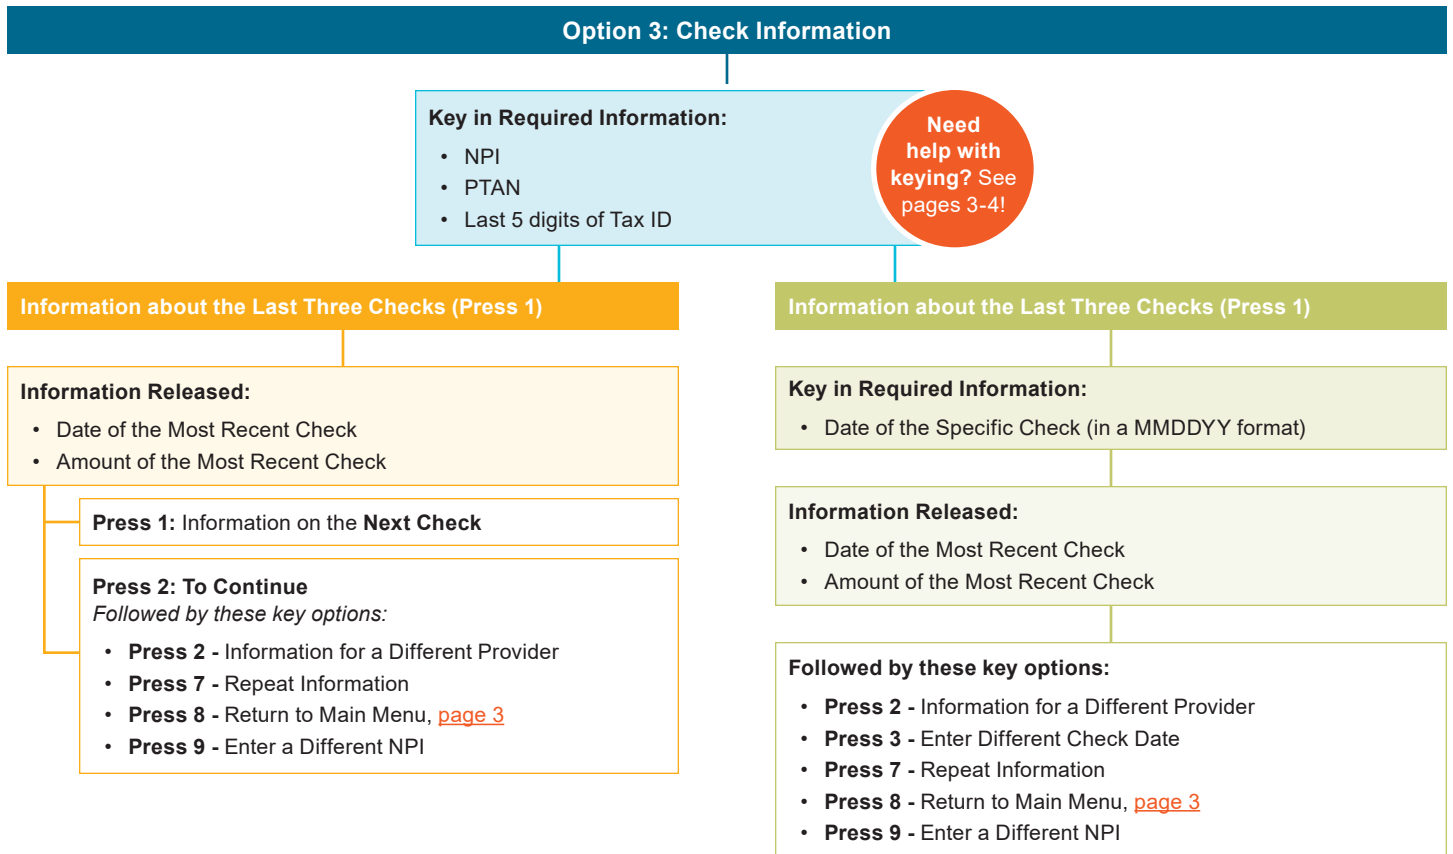 Option 3: Check Information
Key in Required Information:
• NPI
• PTAN
• Last 5 digits of Tax ID
Need
help with
keying? See
pages 3-4!
Information about the Last Three Checks (Press 1)
Information Released:
• Date of the Most Recent Check
• Amount of the Most Recent Check
Press 1: Information on the Next Check
Press 2: To Continue
Followed by these key options:
• Press 2 - Information for a Different Provider
• Press 7 - Repeat Information
• Press 8 - Return to Main Menu, page 3
• Press 9 - Enter a Different NPI
Information about the Last Three Checks (Press 1)
Key in Required Information:
• Date of the Specific Check (in a MMDDYY format)
Information Released:
• Date of the Most Recent Check
• Amount of the Most Recent Check
Followed by these key options:
• Press 2 - Information for a Different Provider
• Press 3 - Enter Different Check Date
• Press 7 - Repeat Information
• Press 8 - Return to Main Menu, page 3
• Press 9 - Enter a Different NPI